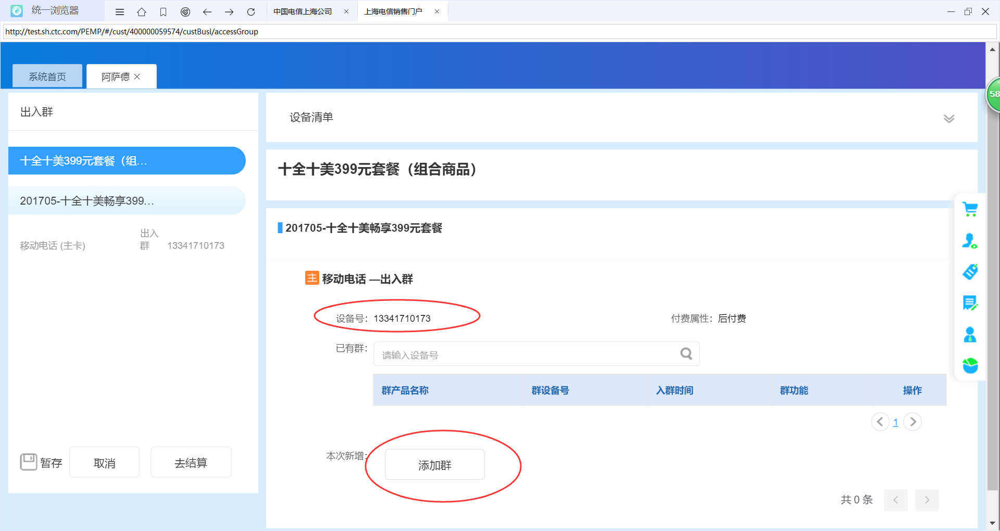 统一浏览器
中国电信上海公司
上海电信销售门户
http://test.sh.ctc.com/PEMP/#/cust/400000059574/custBusi/accessGroup
系统首页
阿萨德
58
出入群
十全十美399元套餐（组...
201705-十全十美畅享399...
移动电话 (主卡)
出入群
13341710173
暂存
取消
去结算
设备清单
十全十美399元套餐（组合商品）
201705-十全十美畅享399元套餐
主 移动电话 —出入群
设备号： 13341710173
付费属性： 后付费
已有群： 请输入设备号
群产品名称 群设备号 入群时间 群功能 操作
1
本次新增： 添加群
共 0 条